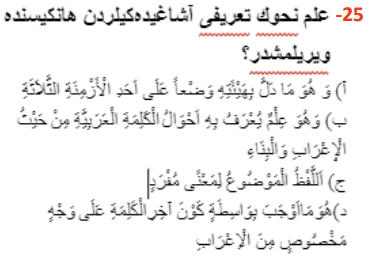 25- علم نحوك تعريفى آشاغيده‌كيلردن هانكيسنده
ويريلمشدر؟
آ) وَ هُوَ مَا دَلَّ بِهَيْئَتِهِ وَضْعاً عَلَى اَحَدِ الْأَزْمِنَةِ الثَّلَاثَةِ
ب) وَهُوَ عِلْمٌ يُعْرَفُ بِهِ اَحْوَالُ الْكَلِمَةِ الْعَرَبِيَّةِ مِنْ حَيْثُ
الْإِعْرَابِ وَالْبِنَاءِ
ج) اَللَّفْظُ الْمَوْضُوعُ لِمَعْنًى مُفْرَدٍ
د)هُوَ مَااَوْجَبَ بِوَاسِطَةٍ كَوْنَ آخِرِالْكَلِمَةِ عَلَى وَجْهٍ
مَخْصُوصٍ مِنَ الْاِعْرَابِ